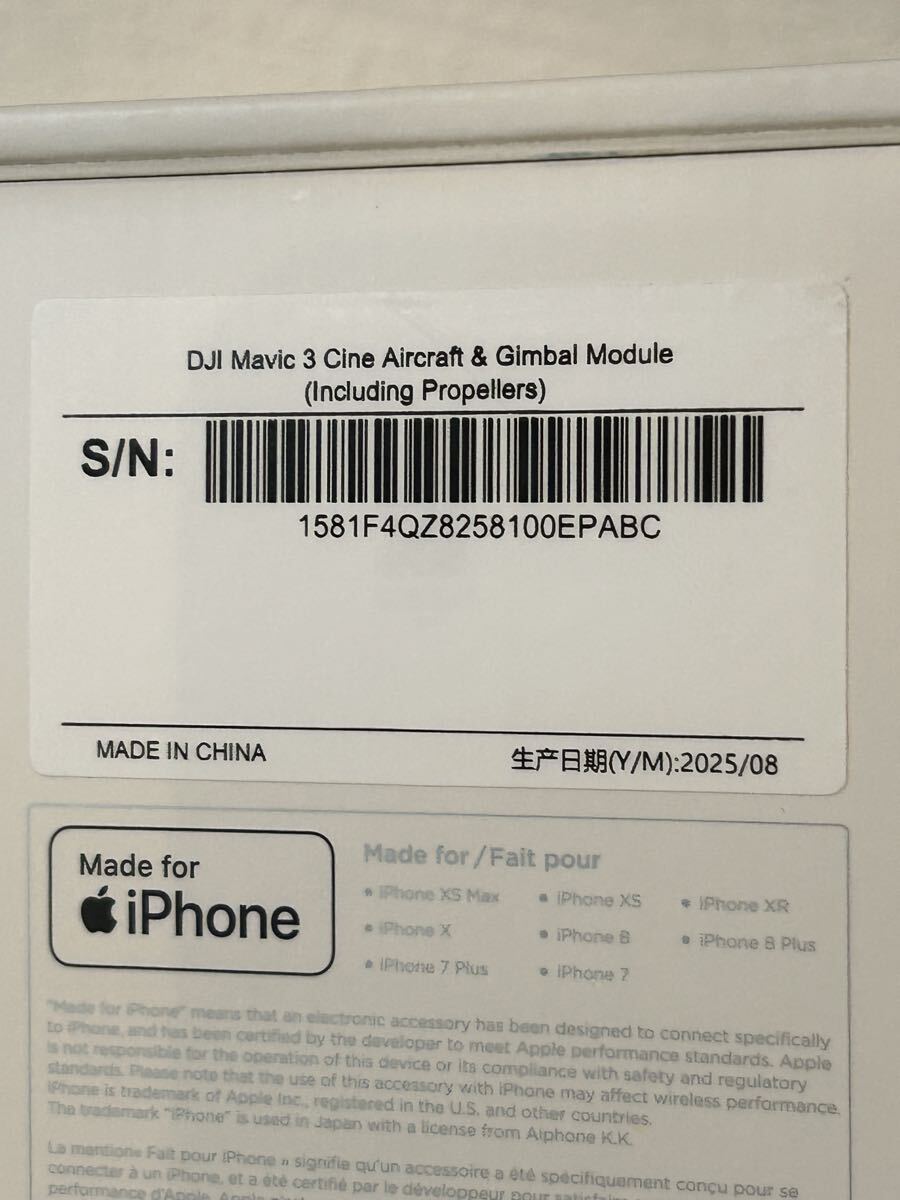 DJI Mavic 3 Cine Aircraft & Gimbal Module
(Including Propellers)
S/N:
1581F4QZ8258100EPABC
MADE IN CHINA
生产日期(Y/M):2025/08
Made for
iPhone
Made for/Fait pour
• iPhone XS Max • iPhone XS • iPhone XR
• iPhone X • iPhone 8 • iPhone 8 Plus
• iPhone 7 Plus • iPhone 7
"Made for iPhone" means that an electronic accessory has been designed to connect specifically
to iPhone, and has been certified by the developer to meet Apple performance standards. Apple
is not responsible for the operation of this device or its compliance with safety and regulatory
standards. Please note that the use of this accessory with iPhone may affect wireless performance.
iPhone is trademark of Apple Inc., registered in the U.S. and other countries.
The trademark "iPhone" is used in Japan with a license from Aiphone K.K.
La mention« Fait pour iPhone » signifie qu'un accessoire a été spécifiquement conçu pour se
connecter à un iPhone, et a été certifié par le développeur pour satisfaire
performance d'Apple. Apple